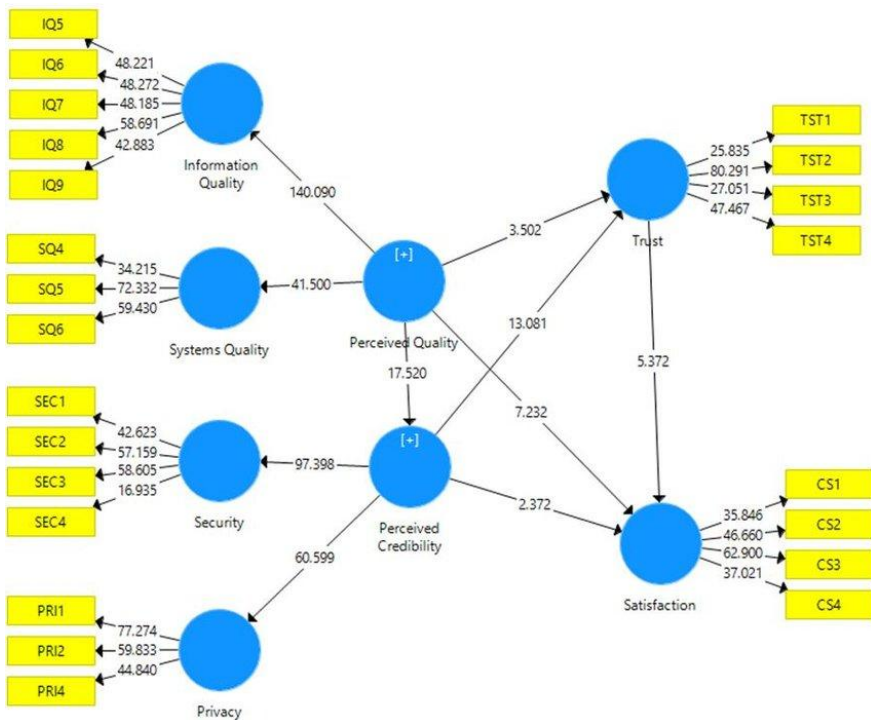 IQ5
IQ6
IQ7
IQ8
IQ9
48.221
48.272
48.185
58.691
42.883
Information
Quality
140.090
SQ4
SQ5
SQ6
34.215
72.332
59.430
Systems Quality
41.500
[+]
Perceived Quality
17.520
SEC1
SEC2
SEC3
SEC4
42.623
57.159
58.605
16.935
Security
97.398
[+]
Perceived
Credibility
60.599
PRI1
PRI2
PRI4
77.274
59.833
44.840
Privacy
3.502
13.081
7.232
2.372
Trust
25.835
80.291
27.051
47.467
TST1
TST2
TST3
TST4
5.372
Satisfaction
35.846
46.660
62.900
37.021
CS1
CS2
CS3
CS4